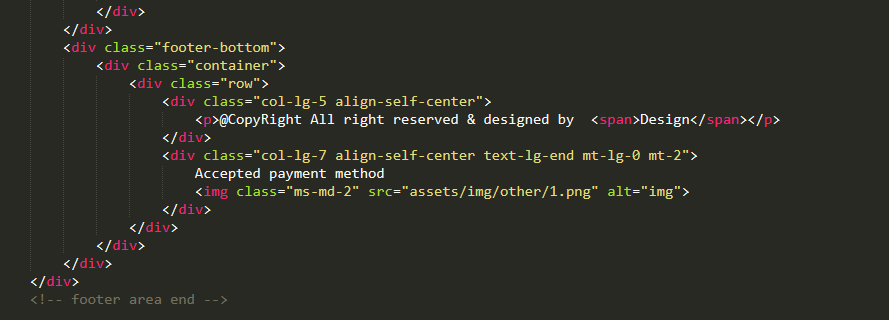 </div>
</div>
<div class="footer-bottom">
<div class="container">
<div class="row">
<div class="col-lg-5 align-self-center">
<p>@CopyRight All right reserved & designed by  <span>Design</span></p>
</div>
<div class="col-lg-7 align-self-center text-lg-end mt-lg-0 mt-2">
Accepted payment method
<img class="ms-md-2" src="assets/img/other/1.png" alt="img">
</div>
</div>
</div>
</div>
</div>
<!-- footer area end -->